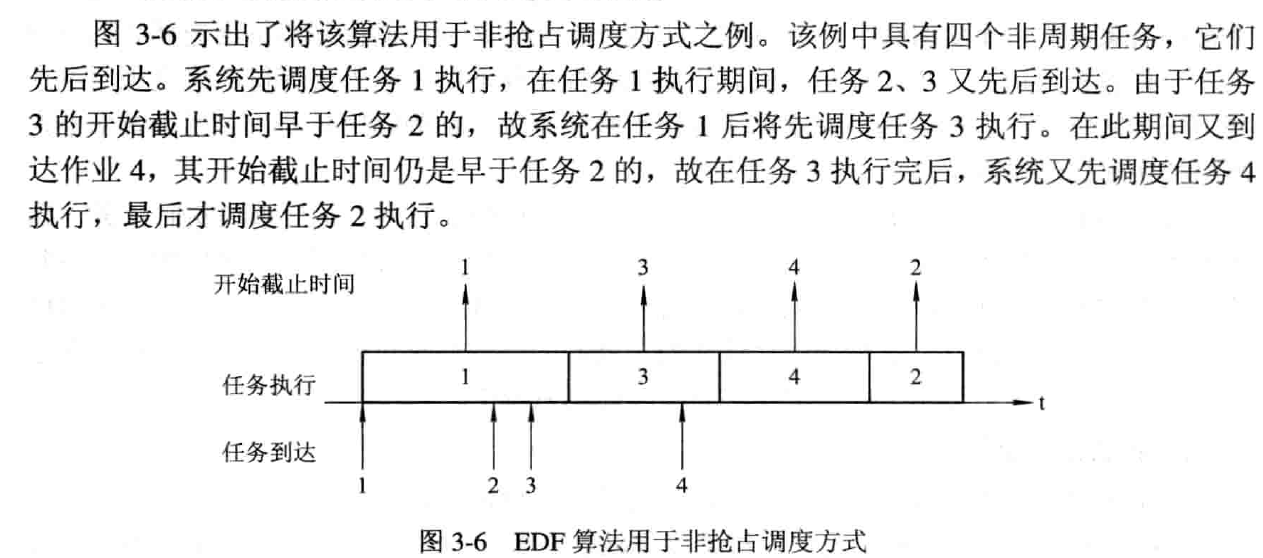 图 3-6 示出了将该算法用于非抢占调度方式之例。该例中具有四个非周期任务，它们
先后到达。系统先调度任务 1 执行，在任务 1 执行期间，任务 2、3 又先后到达。由于任务
3 的开始截止时间早于任务 2 的，故系统在任务 1 后将先调度任务 3 执行。在此期间又到
达作业 4，其开始截止时间仍是早于任务 2 的，故在任务 3 执行完后，系统又先调度任务 4
执行，最后才调度任务 2 执行。
开始截止时间 1 3 4 2
任务执行 1 3 4 2
t
任务到达
1 2 3 4
图 3-6 EDF 算法用于非抢占调度方式